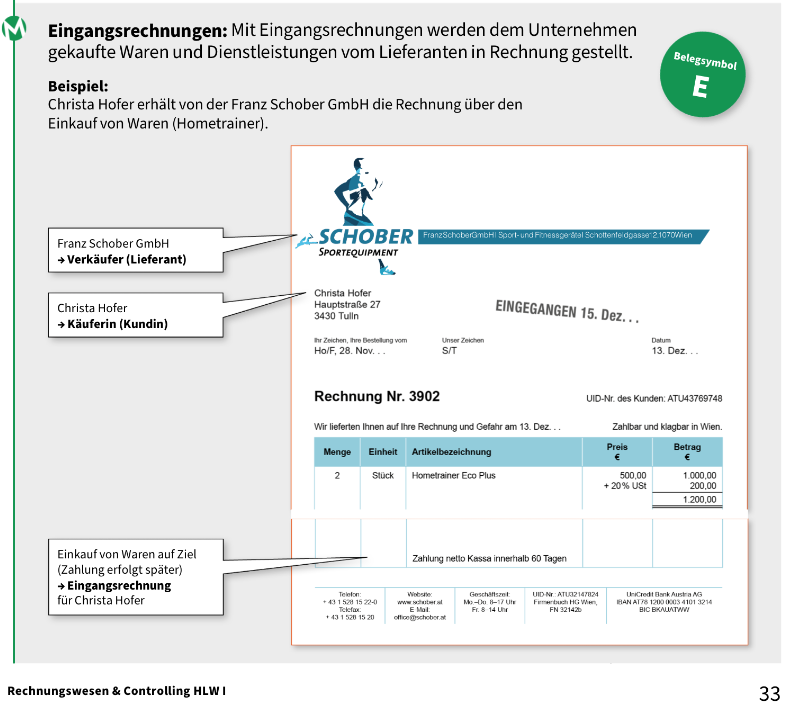 Eingangsrechnungen: Mit Eingangsrechnungen werden dem Unternehmen
gekaufte Waren und Dienstleistungen vom Lieferanten in Rechnung gestellt.
Belegsymbol
E
Beispiel:
Christa Hofer erhält von der Franz Schober GmbH die Rechnung über den
Einkauf von Waren (Hometrainer).
Franz Schober GmbH
→ Verkäufer (Lieferant)
SCHOBER
SPORTEQUIPMENT
FranzSchoberGmbHI Sport- und Fitnessgerätel Schottenfeldgasse12,1070Wien
Christa Hofer
→ Käuferin (Kundin)
Christa Hofer
Hauptstraße 27
3430 Tulln
EINGEGANGEN 15. Dez. . .
Ihr Zeichen, Ihre Bestellung vom Unser Zeichen Datum
Ho/F, 28. Nov. . . S/T 13. Dez. . .
Rechnung Nr. 3902 UID-Nr. des Kunden: ATU43769748
Wir lieferten Ihnen auf Ihre Rechnung und Gefahr am 13. Dez. . . Zahlbar und klagbar in Wien.
Menge Einheit Artikelbezeichnung Preis € Betrag €
2 Stück Hometrainer Eco Plus 500,00 1.000,00
+ 20% USt 200,00
1.200,00
Einkauf von Waren auf Ziel
(Zahlung erfolgt später)
→ Eingangsrechnung
für Christa Hofer
Zahlung netto Kassa innerhalb 60 Tagen
Telefon: Website: Geschäftszeit: UID-Nr.: ATU32147824 UniCredit Bank Austria AG
+ 43 1 528 15 22-0 www.schober.at Mo.–Do. 8–17 Uhr Firmenbuch HG Wien, IBAN AT78 1200 0003 4101 3214
Telefax: E-Mail: Fr. 8–14 Uhr FN 32142b BIC BKAUATWW
+ 43 1 528 15 20 office@schober.at
Rechnungswesen & Controlling HLW I 33